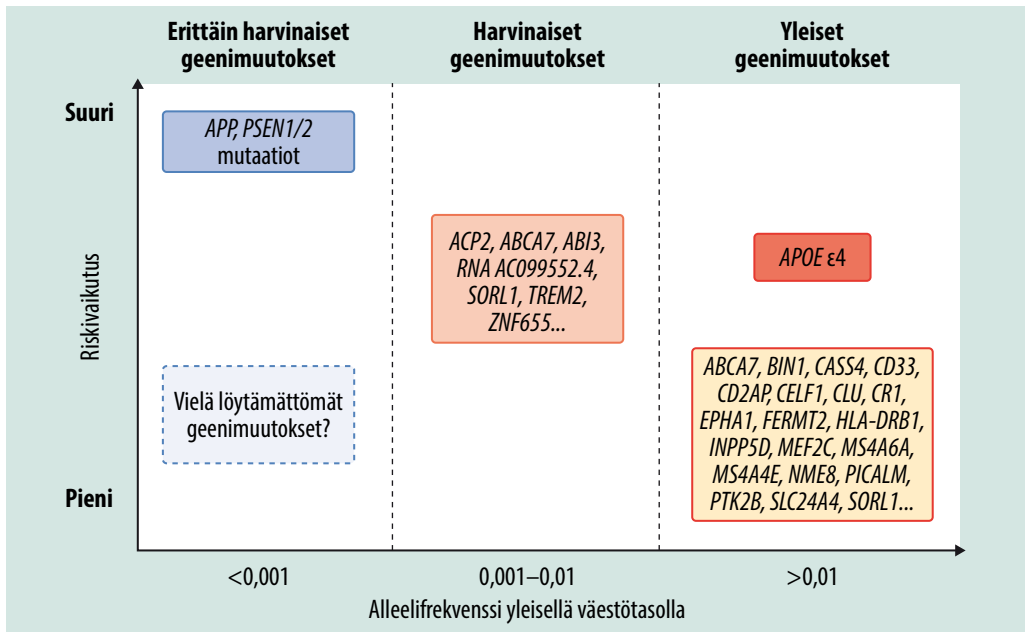 Erittäin harvinaiset
geenimuutokset
Harvinaiset
geenimuutokset
Yleiset
geenimuutokset
Suuri
Riskivaikutus
Pieni
APP, PSEN1/2
mutaatiot
Vielä löytämättömät
geenimuutokset?
ACP2, ABCA7, ABI3,
RNA AC099552.4,
SORL1, TREM2,
ZNF655...
APOE ε4
ABCA7, BIN1, CASS4, CD33,
CD2AP, CELF1, CLU, CR1,
EPHA1, FERMT2, HLA-DRB1,
INPP5D, MEF2C, MS4A6A,
MS4A4E, NME8, PICALM,
PTK2B, SLC24A4, SORL1...
<0,001
0,001–0,01
>0,01
Alleelifrekvenssi yleisellä väestötasolla